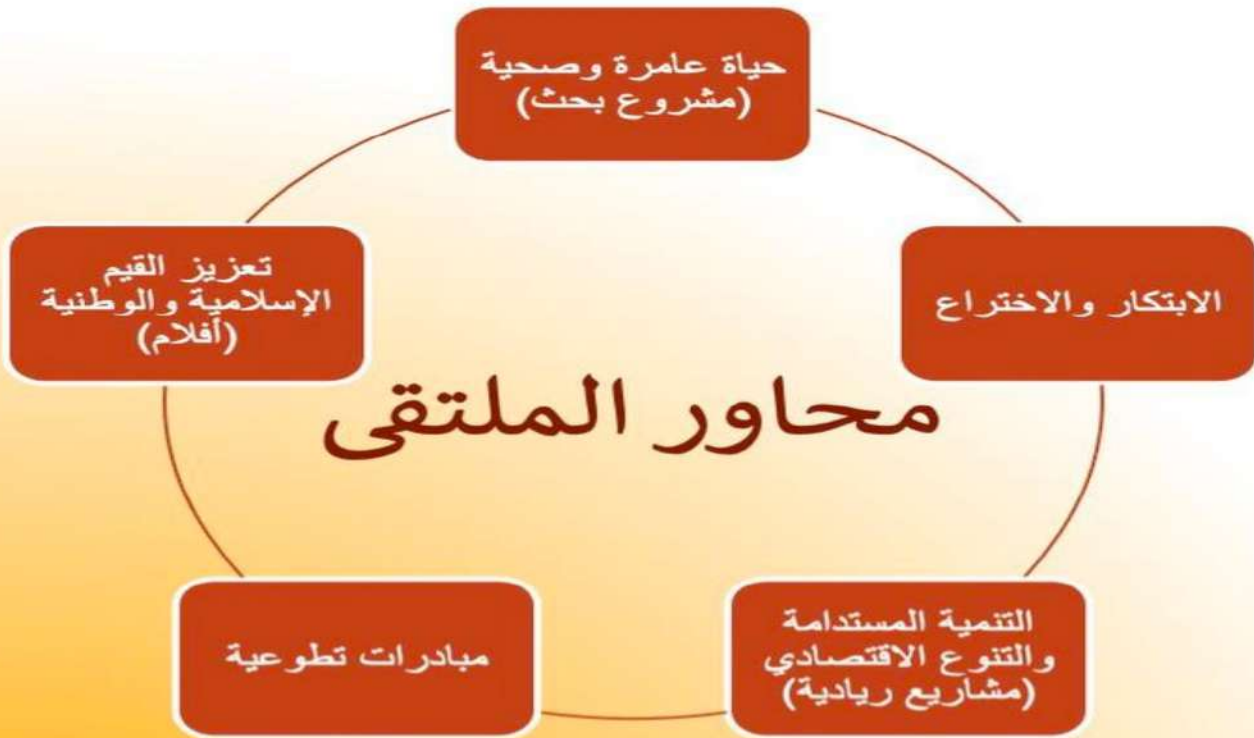 حياة عامرة وصحية
(مشروع بحث)
الابتكار والاختراع
تعزيز القيم
الإسلامية والوطنية
(أفلام)
محاور الملتقى
التنمية المستدامة
والتنوع الاقتصادي
(مشاريع ريادية)
مبادرات تطوعية